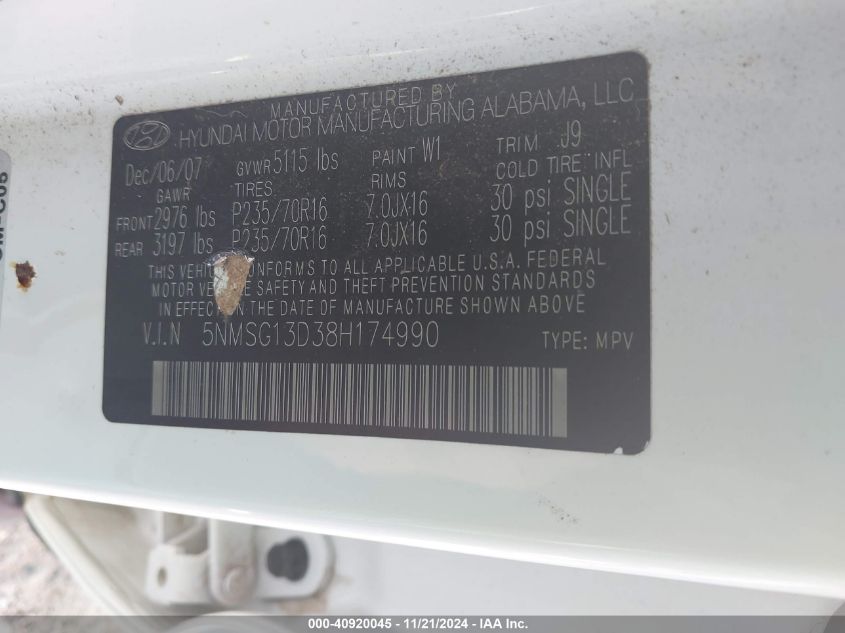 MANUFACTURED BY
HYUNDAI MOTOR MANUFACTURING ALABAMA, LLC
Dec/06/07 GVWR 5115 lbs PAINT W1 TRIM J9
GAWR TIRES RIMS COLD TIRE INFL
FRONT 2976 lbs P235/70R16 7.0JX16 30 psi SINGLE
REAR 3197 lbs P235/70R16 7.0JX16 30 psi SINGLE
THIS VEHI CONFORMS TO ALL APPLICABLE U.S.A. FEDERAL
MOTOR VE E SAFETY AND THEFT PREVENTION STANDARDS
IN EFFECT ON THE DATE OF MANUFACTURE SHOWN ABOVE
V.I.N 5NMSG13D38H174990 TYPE: MPV
000-40920045 - 11/21/2024 - IAA Inc.